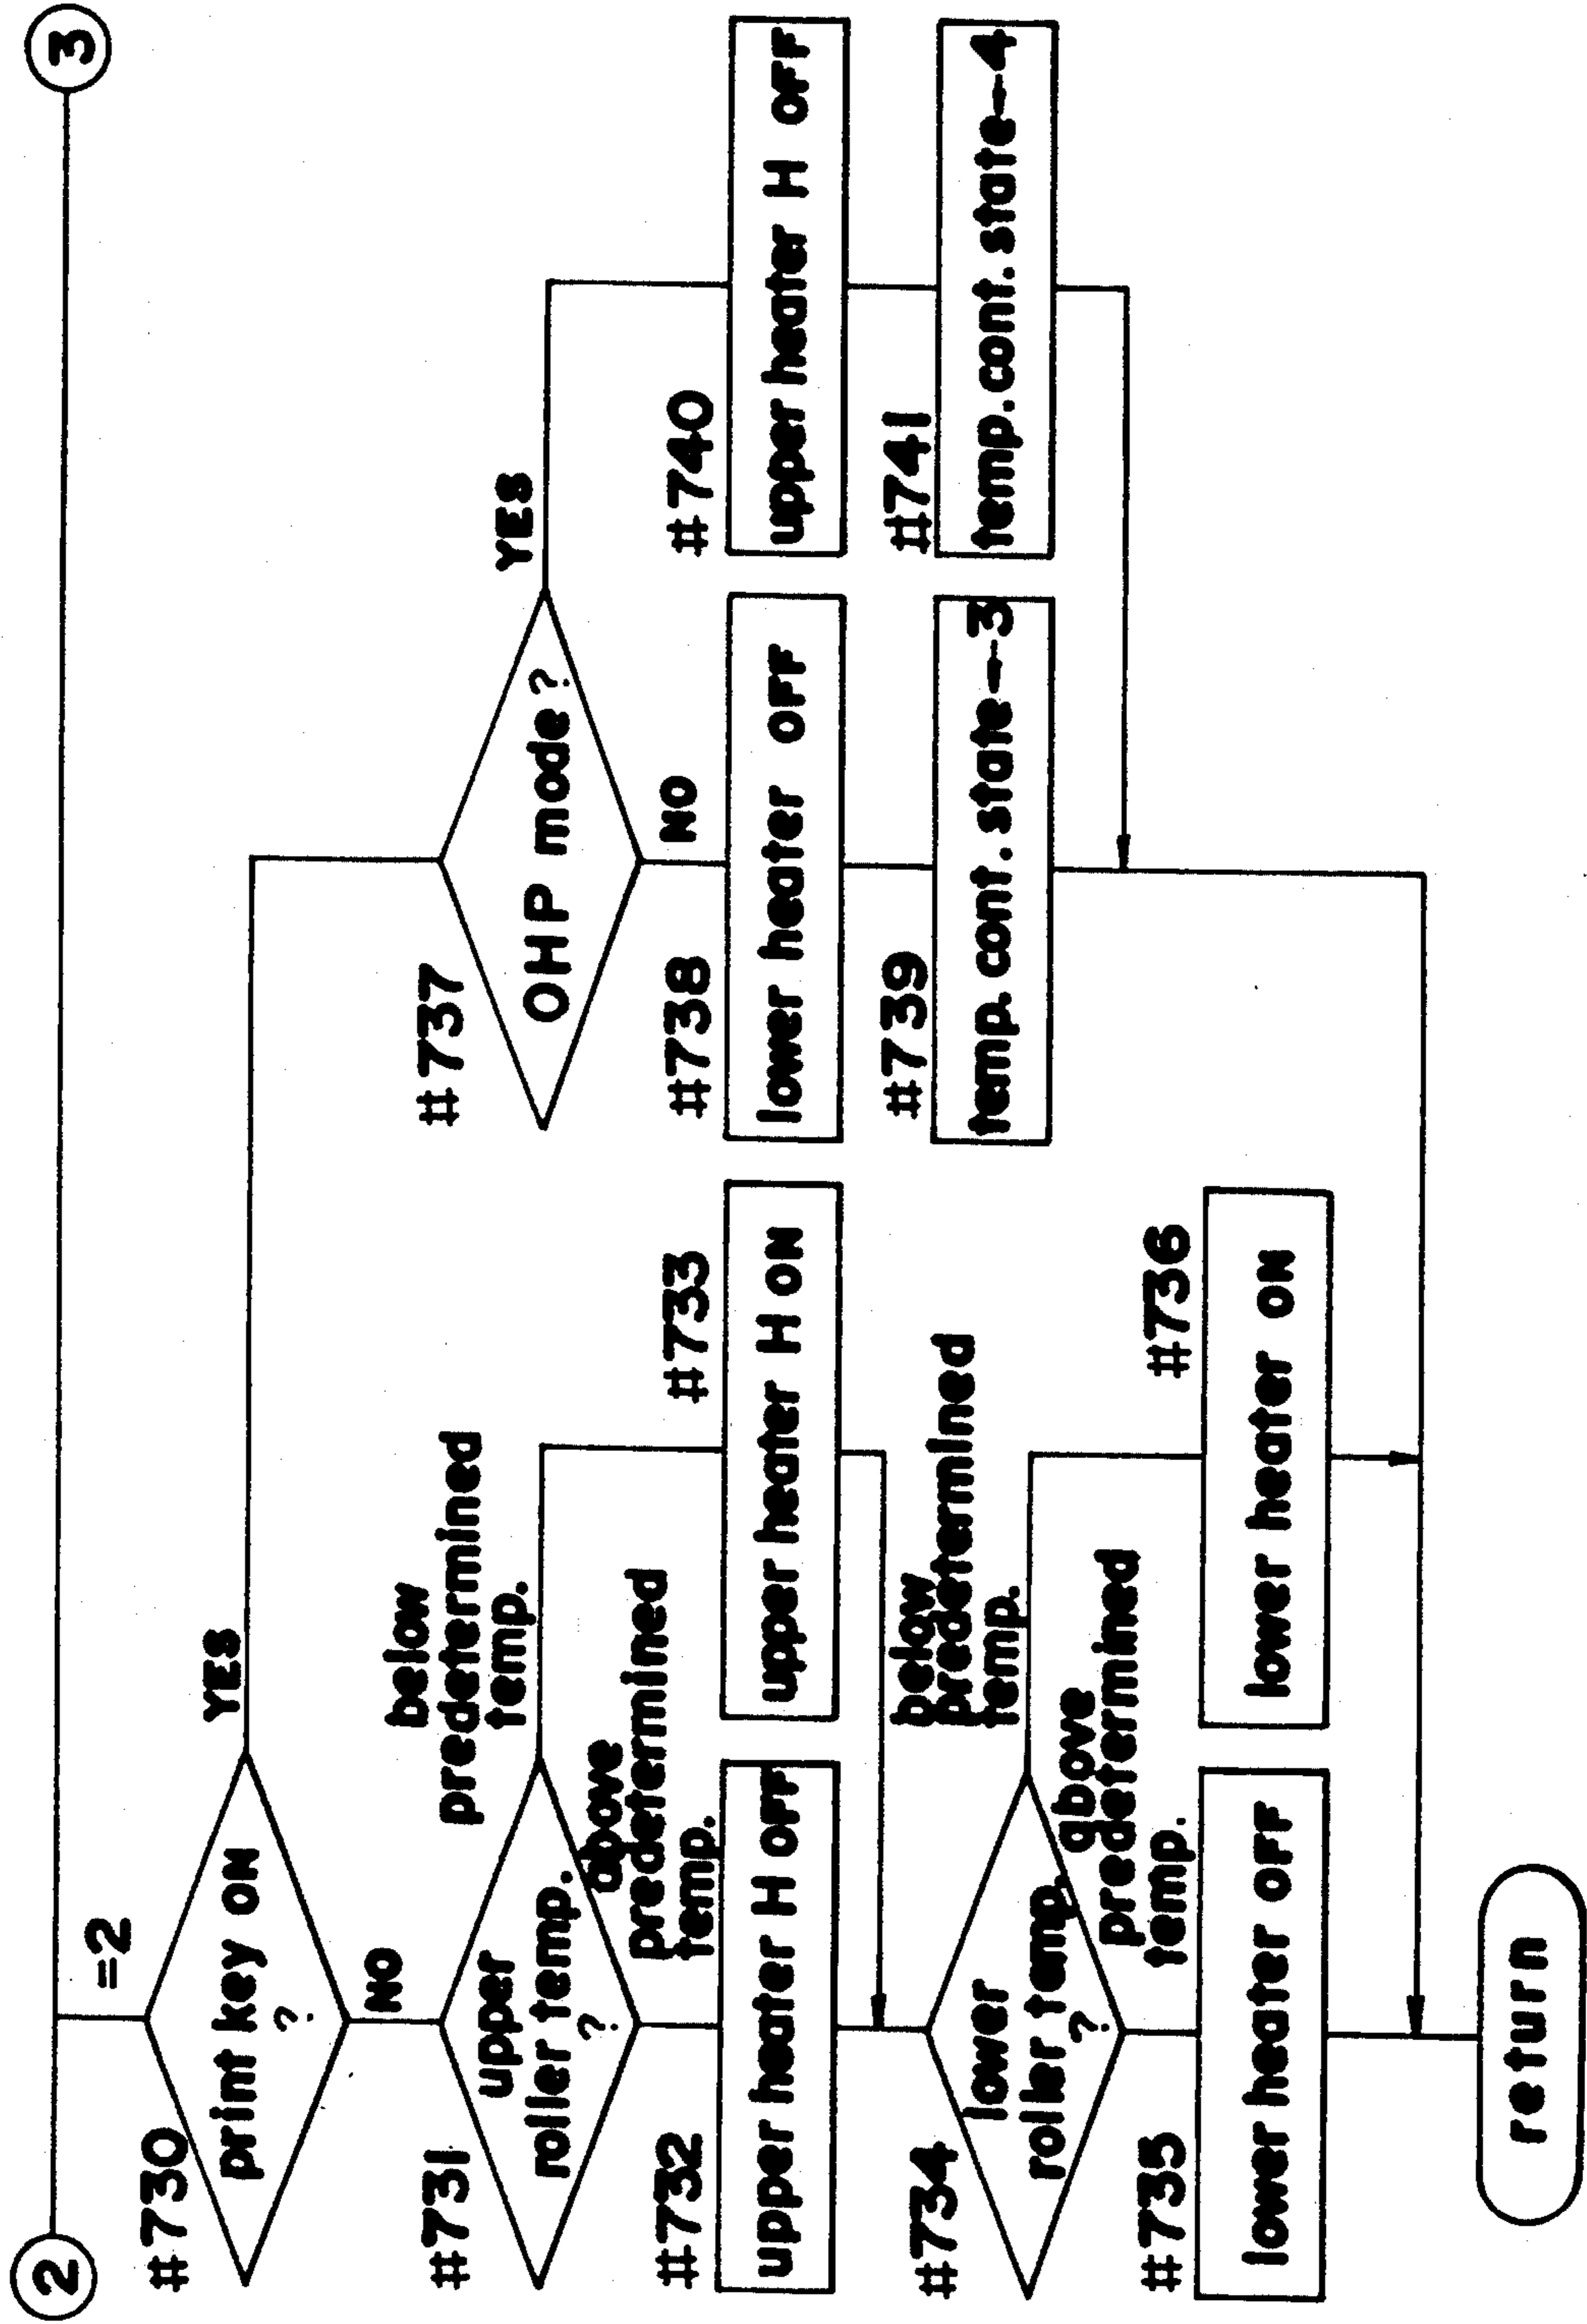 2
3
=2
#730
print key ON
?
YES
NO
#731
upper
roller temp.
?
below
predetermined
temp.
above
predetermined
temp.
#732
upper heater H OFF
#733
upper heater H ON
#734
lower
roller temp.
?
below
predetermined
temp.
above
predetermined
temp.
#735
lower heater OFF
#736
lower heater ON
#737
OHP mode?
YES
NO
#738
lower heater OFF
#739
temp. cont. state←3
#740
upper heater H OFF
#741
temp. cont. state←4
return